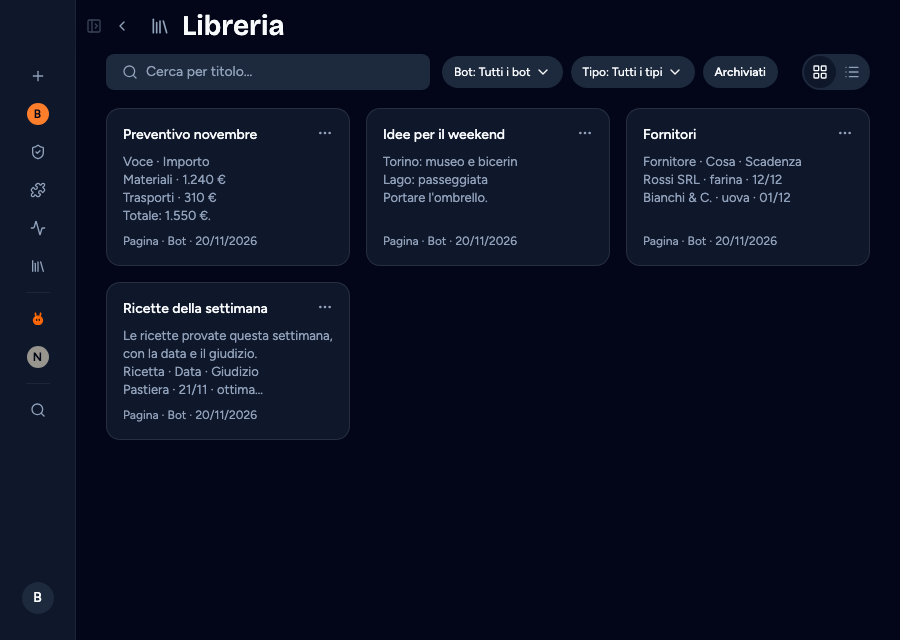 Libreria
Cerca per titolo...
Bot: Tutti i bot
Tipo: Tutti i tipi
Archiviati
B
Preventivo novembre
Voce · Importo
Materiali · 1.240 €
Trasporti · 310 €
Totale: 1.550 €.
Pagina · Bot · 20/11/2026
Idee per il weekend
Torino: museo e bicerin
Lago: passeggiata
Portare l'ombrello.
Pagina · Bot · 20/11/2026
Fornitori
Fornitore · Cosa · Scadenza
Rossi SRL · farina · 12/12
Bianchi & C. · uova · 01/12
Pagina · Bot · 20/11/2026
Ricette della settimana
Le ricette provate questa settimana,
con la data e il giudizio.
Ricetta · Data · Giudizio
Pastiera · 21/11 · ottima...
Pagina · Bot · 20/11/2026
N
B